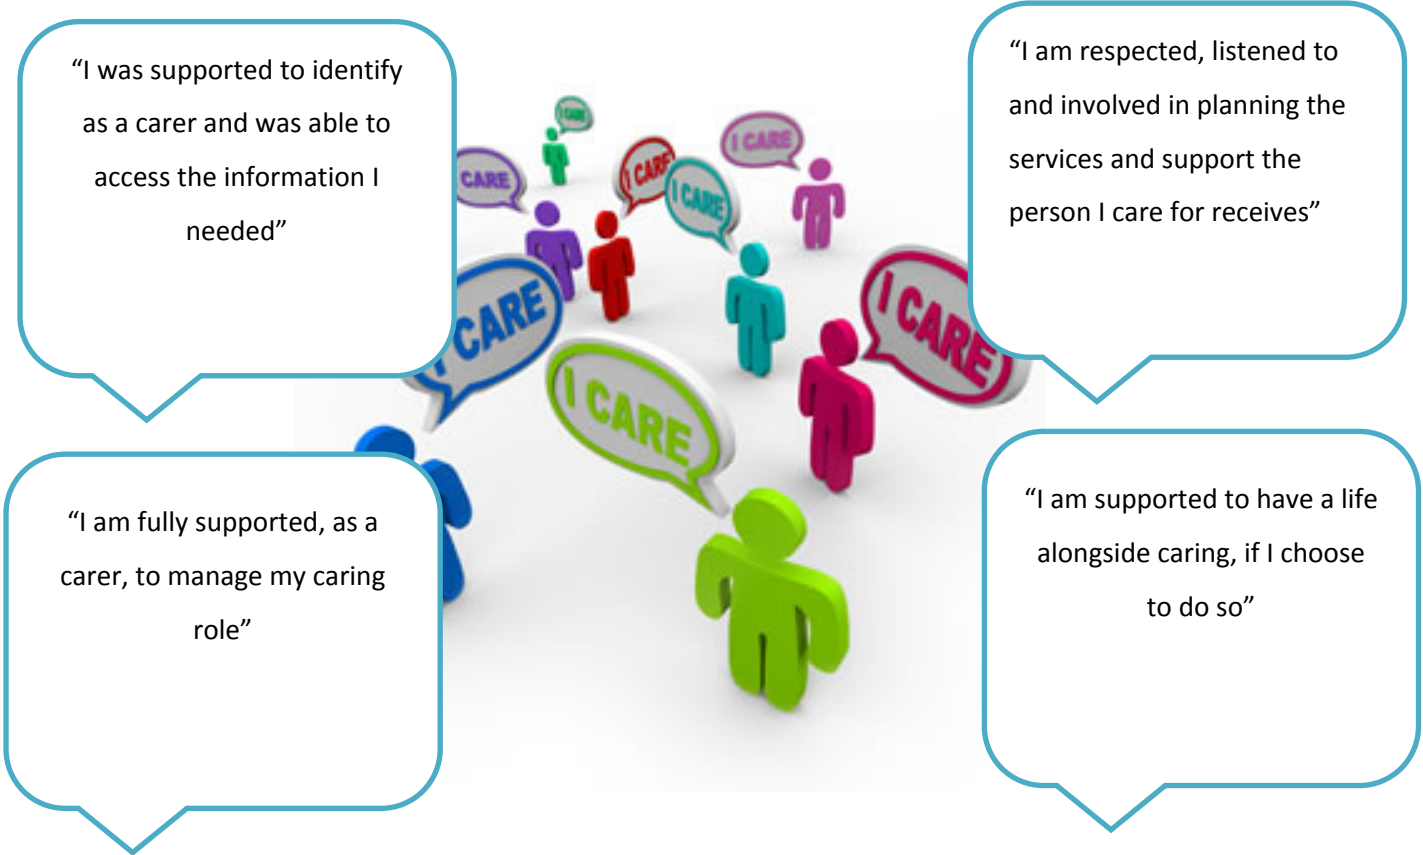 “I was supported to identify
as a carer and was able to
access the information I
needed”
“I am respected, listened to
and involved in planning the
services and support the
person I care for receives”
I CARE
I CARE
CARE
I CARE
I CARE
I CARE
I CARE
I CARE
“I am fully supported, as a
carer, to manage my caring
role”
“I am supported to have a life
alongside caring, if I choose
to do so”